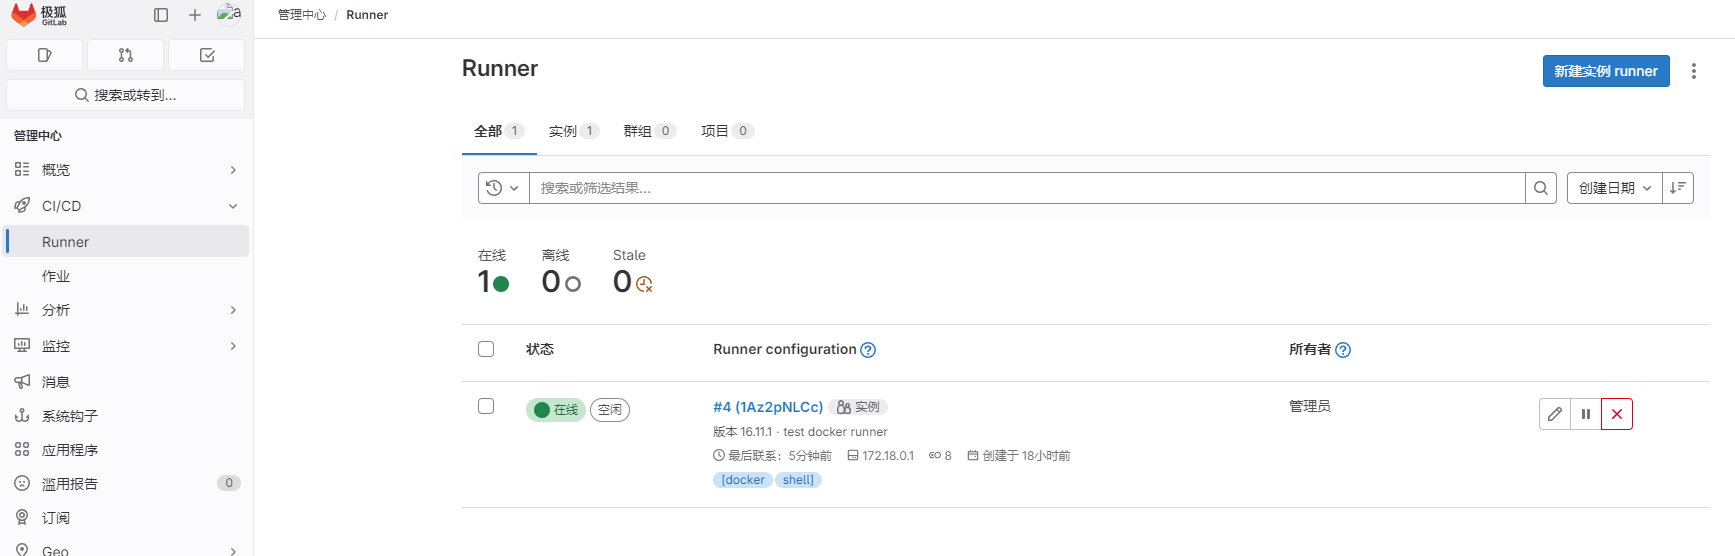 极狐
GitLab
a
管理中心 / Runner
搜索或转到...
管理中心
概览
CI/CD
Runner
作业
分析
监控
消息
系统钩子
应用程序
滥用报告 0
订阅
Geo
Runner
新建实例 runner
全部 1 实例 1 群组 0 项目 0
搜索或筛选结果...
创建日期
在线 离线 Stale
1 0 0
状态 Runner configuration 所有者
在线 空闲 #4 (1Az2pNLCc) 实例 管理员
版本 16.11.1 · test docker runner
最后联系：5分钟前 172.18.0.1 8 创建于 18小时前
[docker shell]